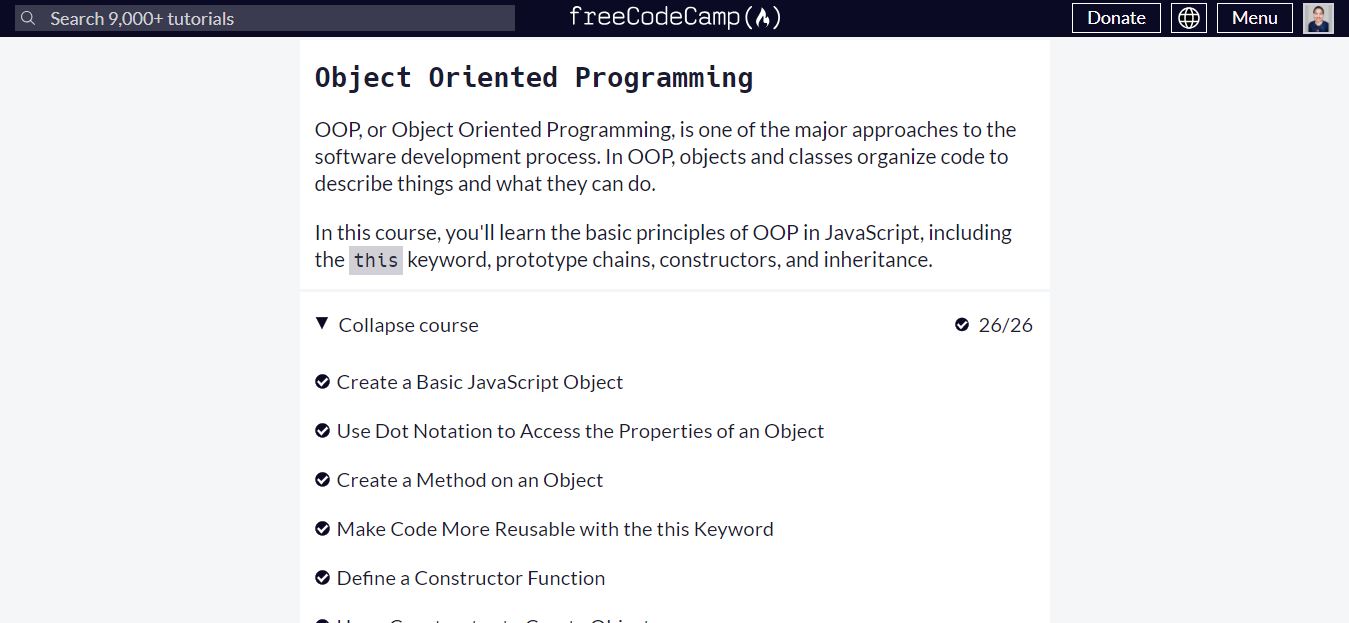 Search 9,000+ tutorials
freeCodeCamp(🔥)
Donate
Menu
Object Oriented Programming
OOP, or Object Oriented Programming, is one of the major approaches to the
software development process. In OOP, objects and classes organize code to
describe things and what they can do.
In this course, you'll learn the basic principles of OOP in JavaScript, including
the this keyword, prototype chains, constructors, and inheritance.
Collapse course
26/26
Create a Basic JavaScript Object
Use Dot Notation to Access the Properties of an Object
Create a Method on an Object
Make Code More Reusable with the this Keyword
Define a Constructor Function